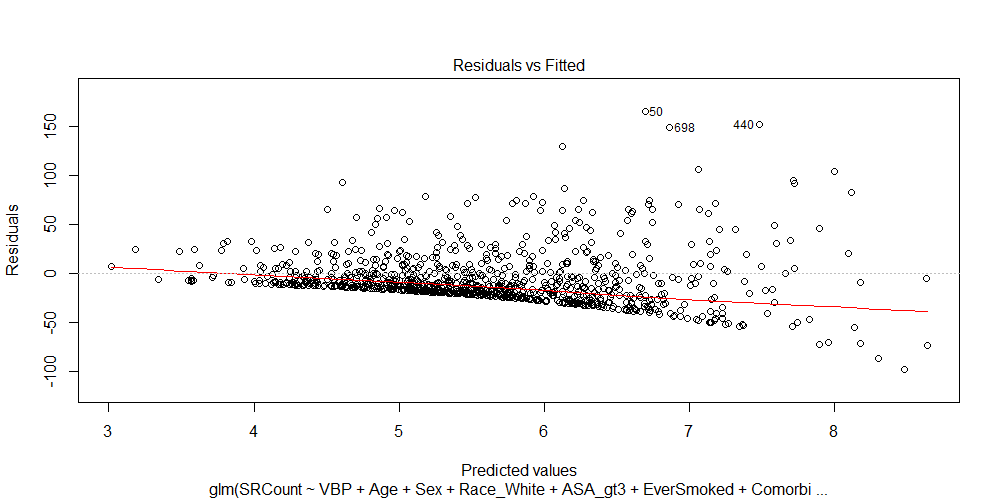 Residuals vs Fitted
Residuals
150
100
50
0
-50
-100
50
698
440
3 4 5 6 7 8
Predicted values
glm(SRCount ~ VBP + Age + Sex + Race_White + ASA_gt3 + EverSmoked + Comorbi ...